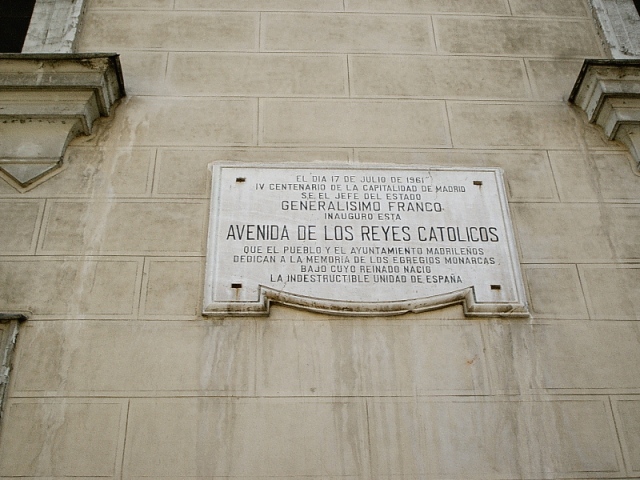 EL DIA 17 DE JULIO DE 1961
IV CENTENARIO DE LA CAPITALIDAD DE MADRID
S.E. EL JEFE DEL ESTADO
GENERALISIMO FRANCO
INAUGURO ESTA
AVENIDA DE LOS REYES CATOLICOS
QUE EL PUEBLO Y EL AYUNTAMIENTO MADRILEÑOS
DEDICAN A LA MEMORIA DE LOS EGREGIOS MONARCAS
BAJO CUYO REINADO NACIO
LA INDESTRUCTIBLE UNIDAD DE ESPAÑA